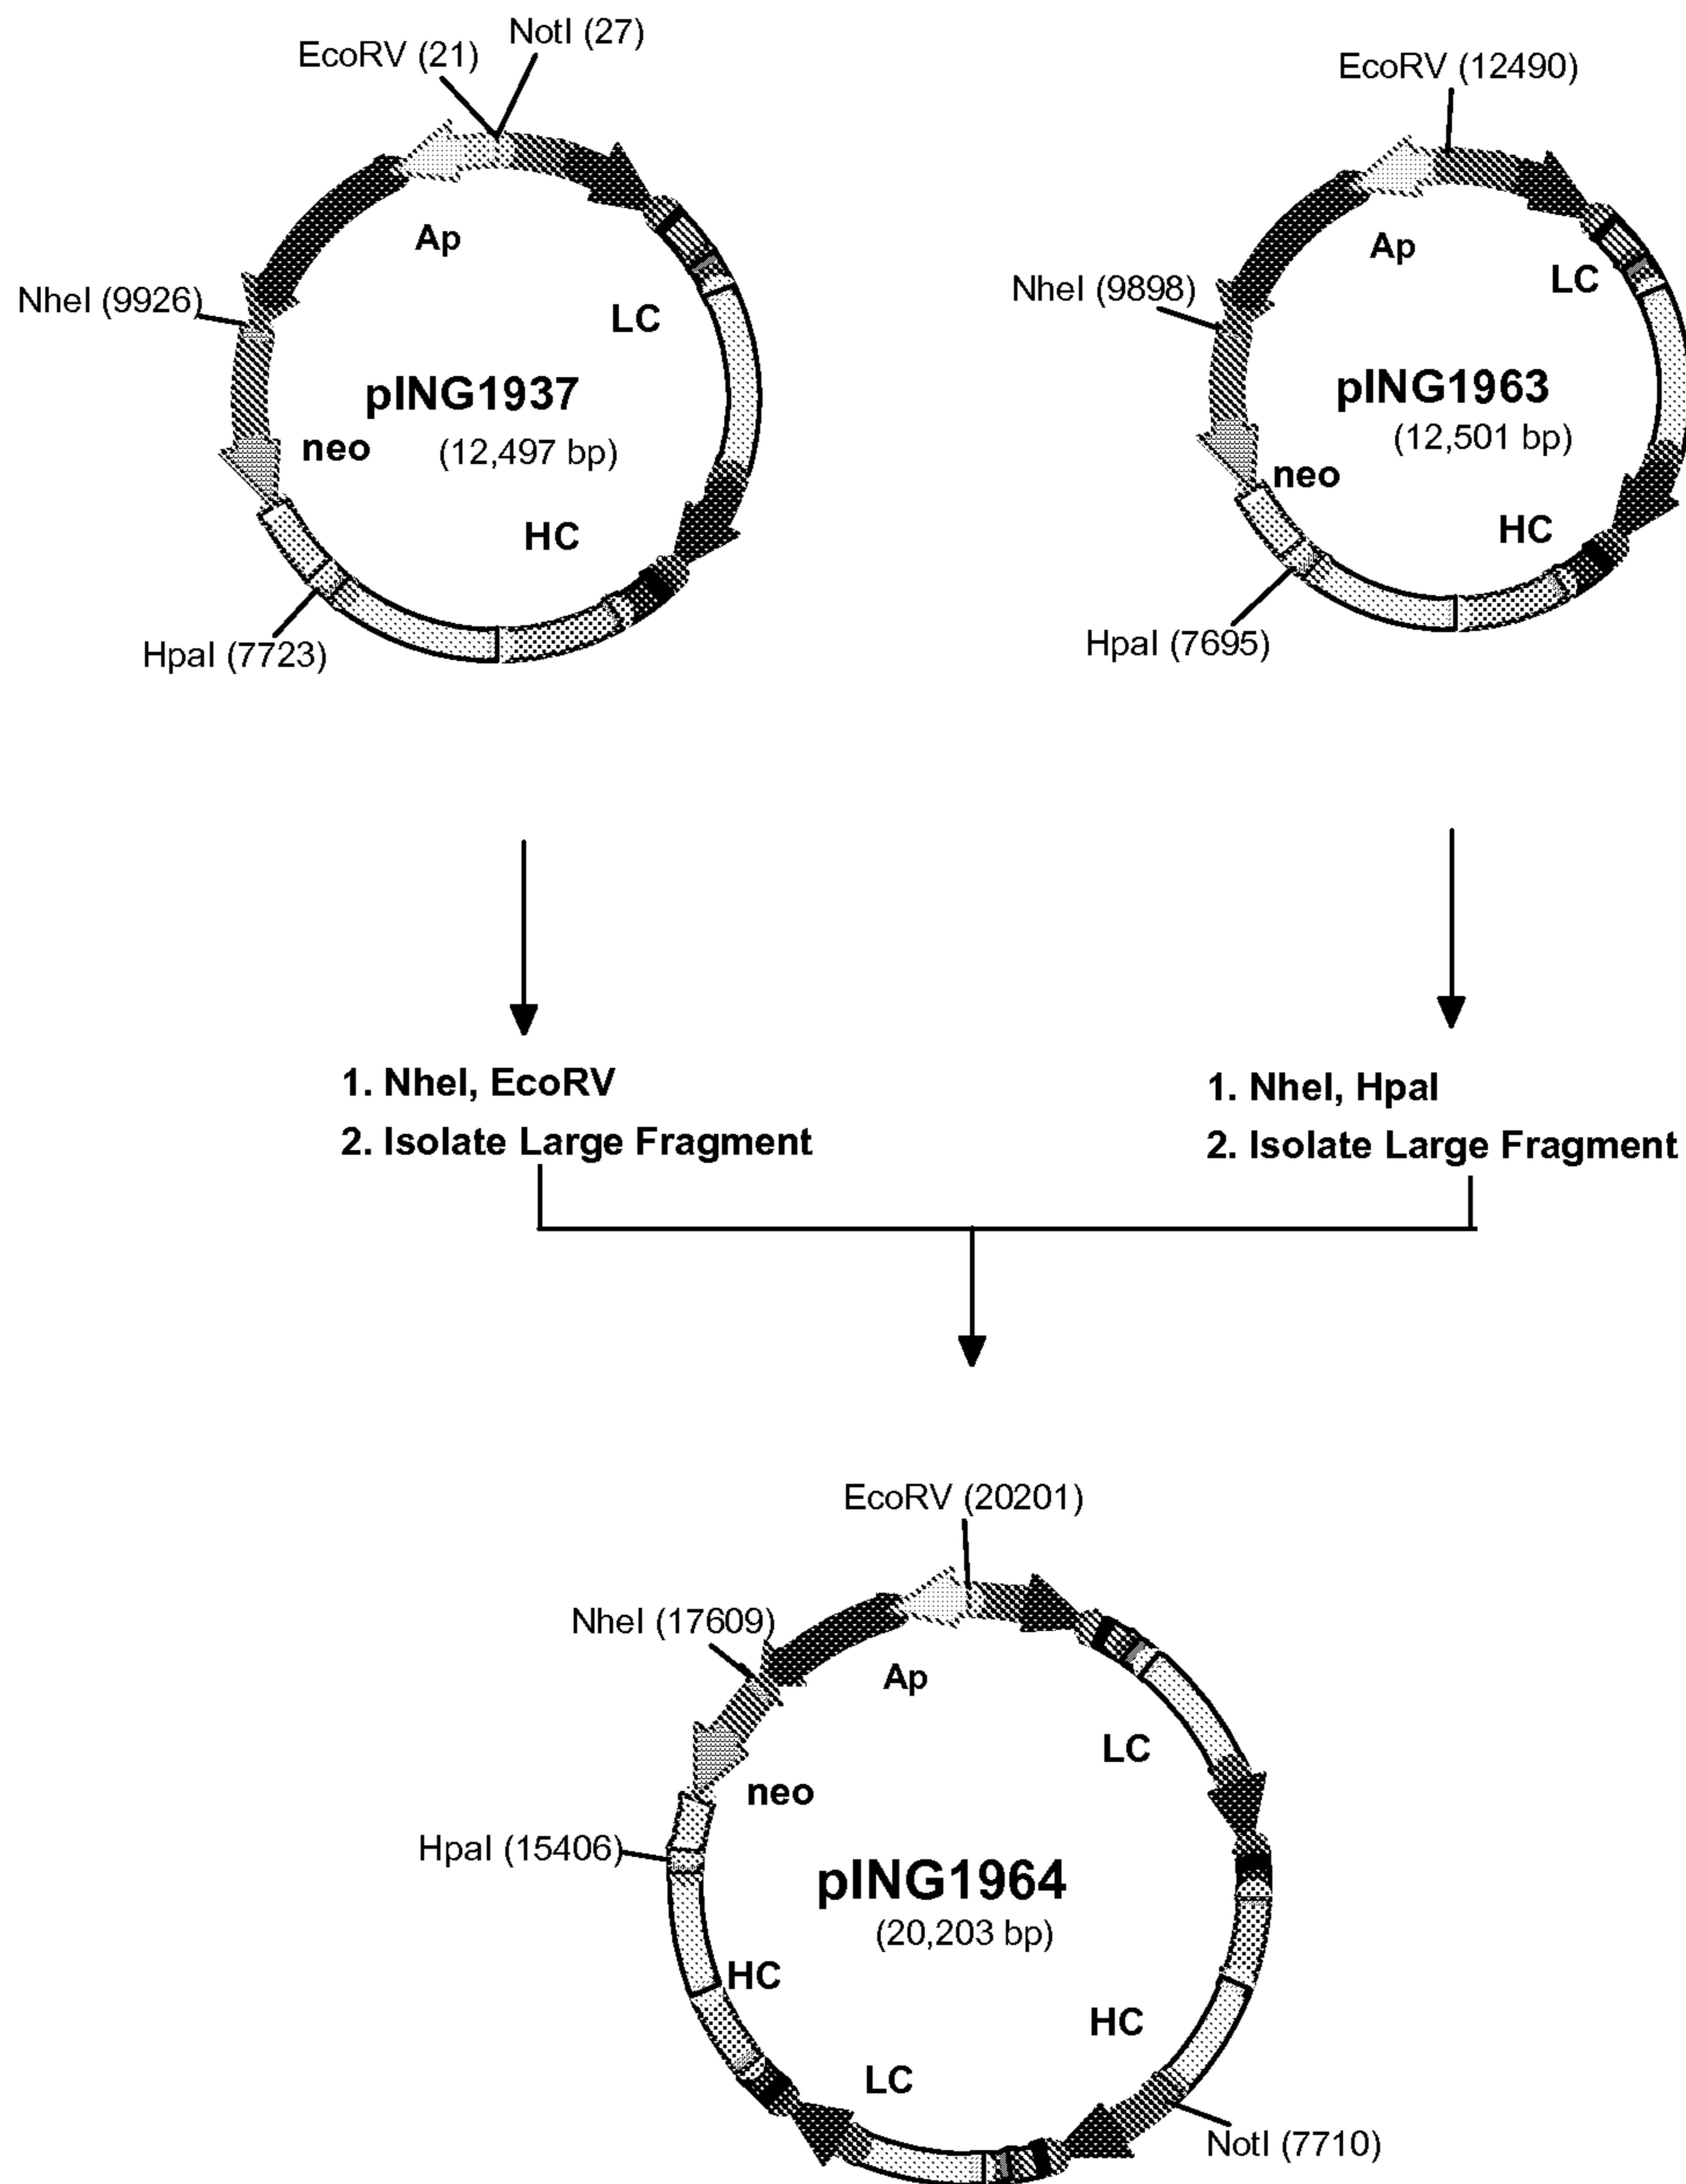 NotI (27)
EcoRV (21)
Ap
LC
NheI (9926)
pING1937
(12,497 bp)
neo
HC
HpaI (7723)
EcoRV (12490)
Ap
LC
NheI (9898)
pING1963
(12,501 bp)
neo
HC
HpaI (7695)
1. NheI, EcoRV
2. Isolate Large Fragment
1. NheI, HpaI
2. Isolate Large Fragment
EcoRV (20201)
NheI (17609)
Ap
LC
neo
HpaI (15406)
pING1964
(20,203 bp)
HC
HC
LC
NotI (7710)